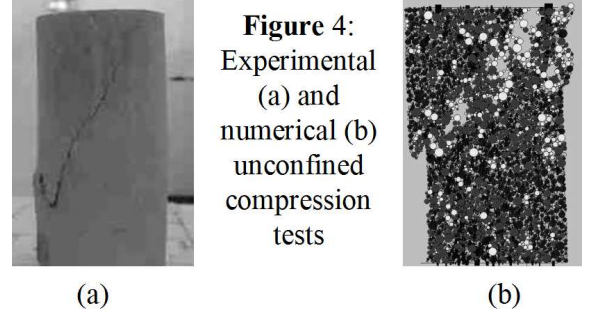 Figure 4:
Experimental
(a) and
numerical (b)
unconfined
compression
tests
(a)
(b)